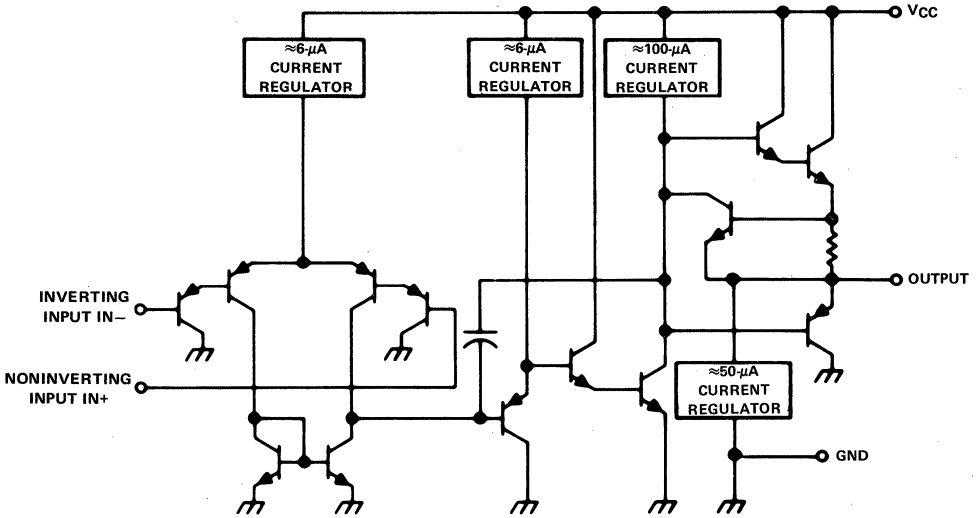 VCC
≈6-µA
CURRENT
REGULATOR
≈6-µA
CURRENT
REGULATOR
≈100-µA
CURRENT
REGULATOR
OUTPUT
INVERTING
INPUT IN−
NONINVERTING
INPUT IN+
≈50-µA
CURRENT
REGULATOR
GND